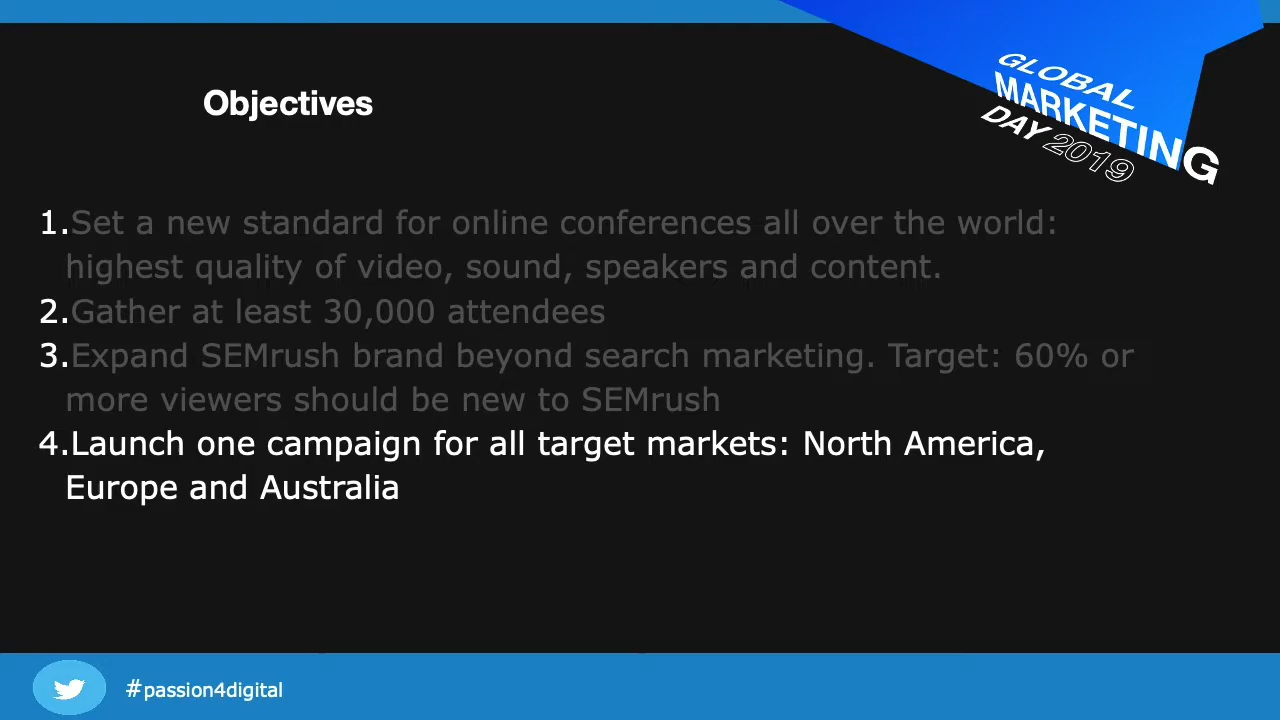 Objectives
GLOBAL
MARKETING
DAY 2019
1.Set a new standard for online conferences all over the world:
highest quality of video, sound, speakers and content.
2.Gather at least 30,000 attendees
3.Expand SEMrush brand beyond search marketing. Target: 60% or
more viewers should be new to SEMrush
4.Launch one campaign for all target markets: North America,
Europe and Australia
#passion4digital